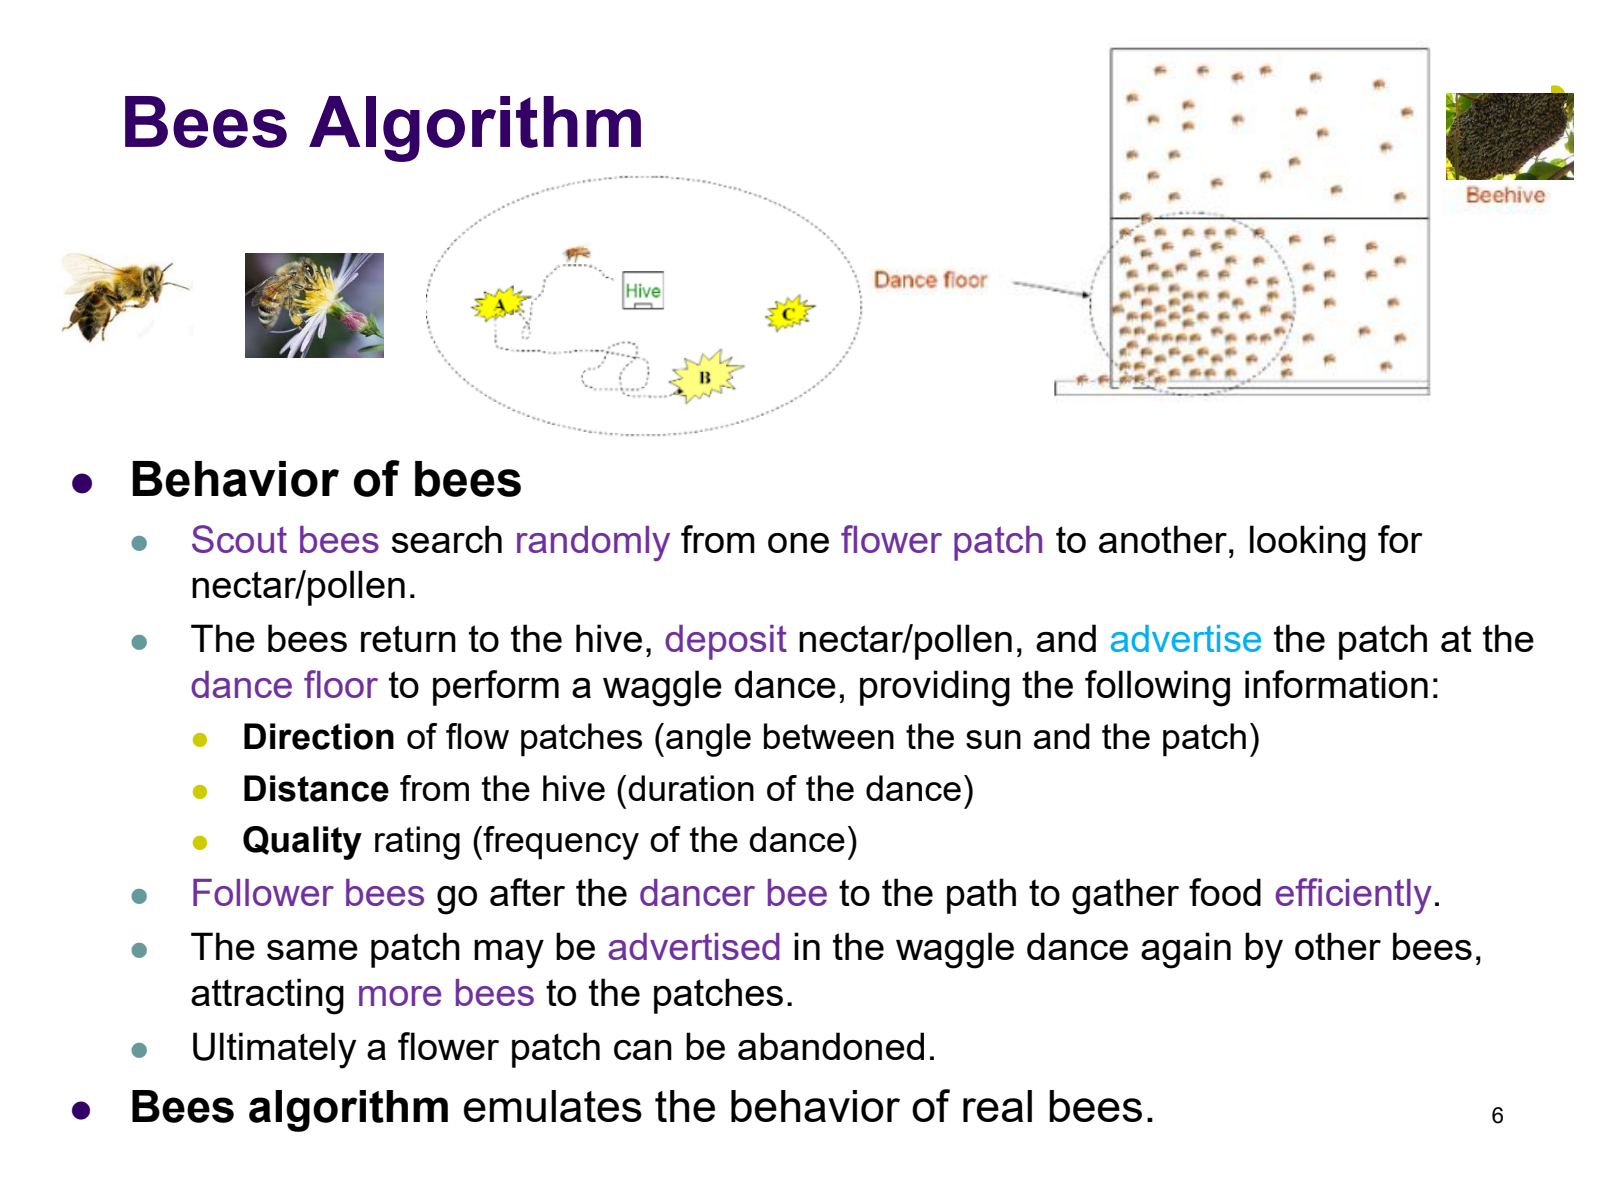 Bees Algorithm
Beehive
Dance floor
Hive
A
C
B
Behavior of bees
Scout bees search randomly from one flower patch to another, looking for
nectar/pollen.
The bees return to the hive, deposit nectar/pollen, and advertise the patch at the
dance floor to perform a waggle dance, providing the following information:
Direction of flow patches (angle between the sun and the patch)
Distance from the hive (duration of the dance)
Quality rating (frequency of the dance)
Follower bees go after the dancer bee to the path to gather food efficiently.
The same patch may be advertised in the waggle dance again by other bees,
attracting more bees to the patches.
Ultimately a flower patch can be abandoned.
Bees algorithm emulates the behavior of real bees.
6